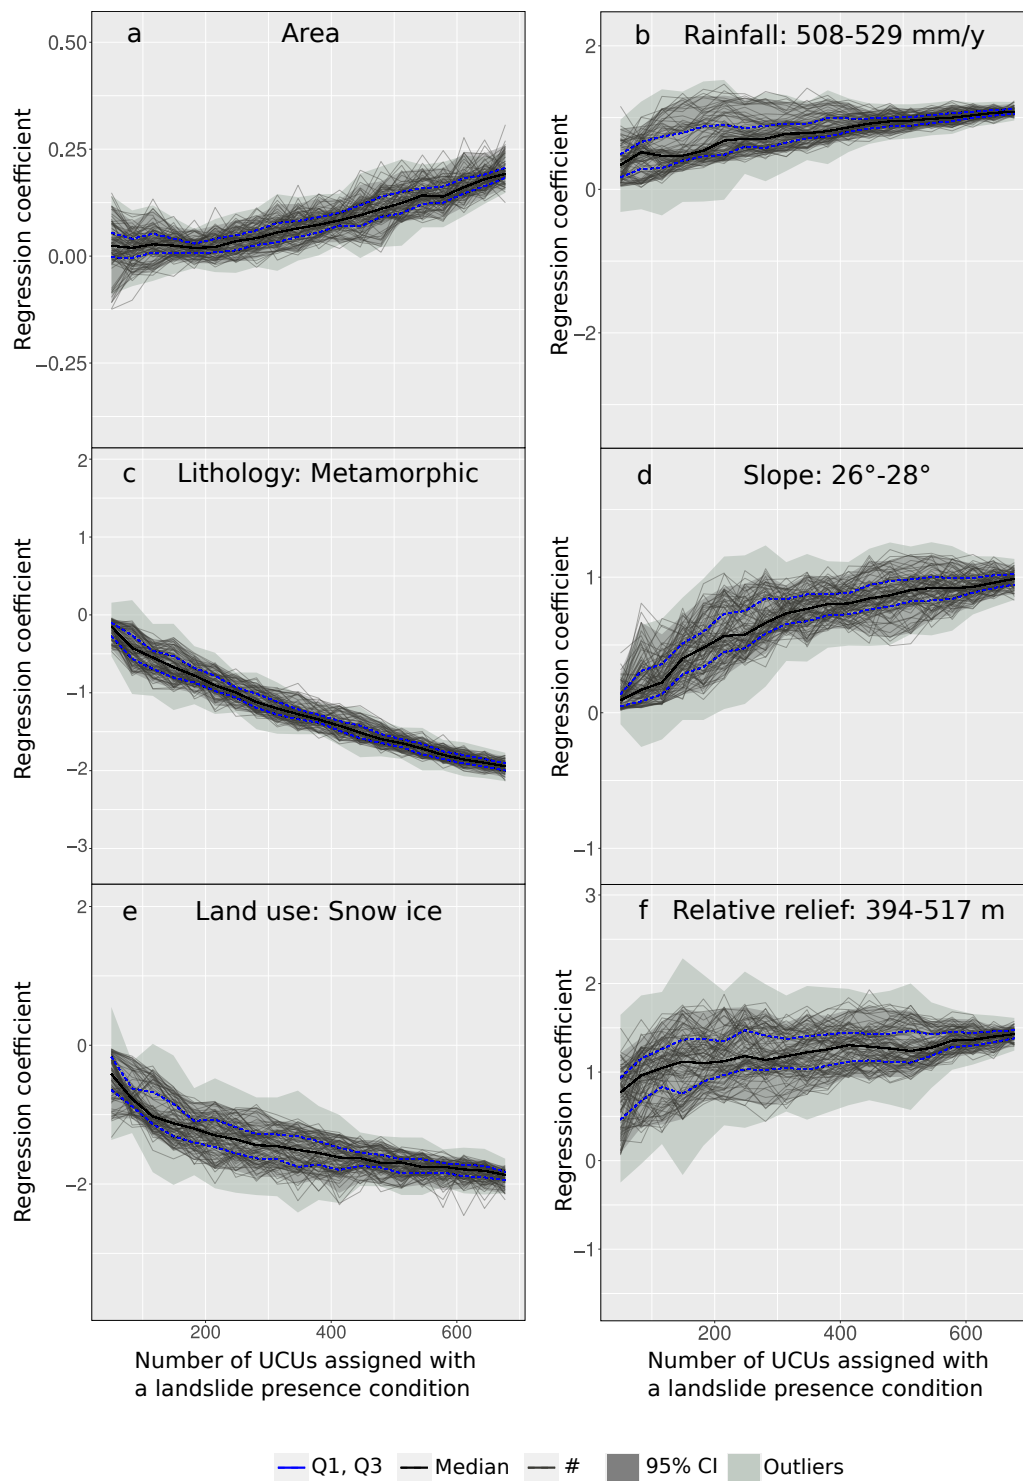 a Area
0.50
0.25
0.00
−0.25
Regression coefficient
b Rainfall: 508-529 mm/y
2
0
−2
Regression coefficient
c Lithology: Metamorphic
2
1
0
−1
−2
−3
Regression coefficient
d Slope: 26°-28°
1
0
−1
Regression coefficient
e Land use: Snow ice
2
0
−2
Regression coefficient
200 400 600
Number of UCUs assigned with
a landslide presence condition
f Relative relief: 394-517 m
3
2
1
0
−1
Regression coefficient
200 400 600
Number of UCUs assigned with
a landslide presence condition
Q1, Q3 Median # 95% CI Outliers